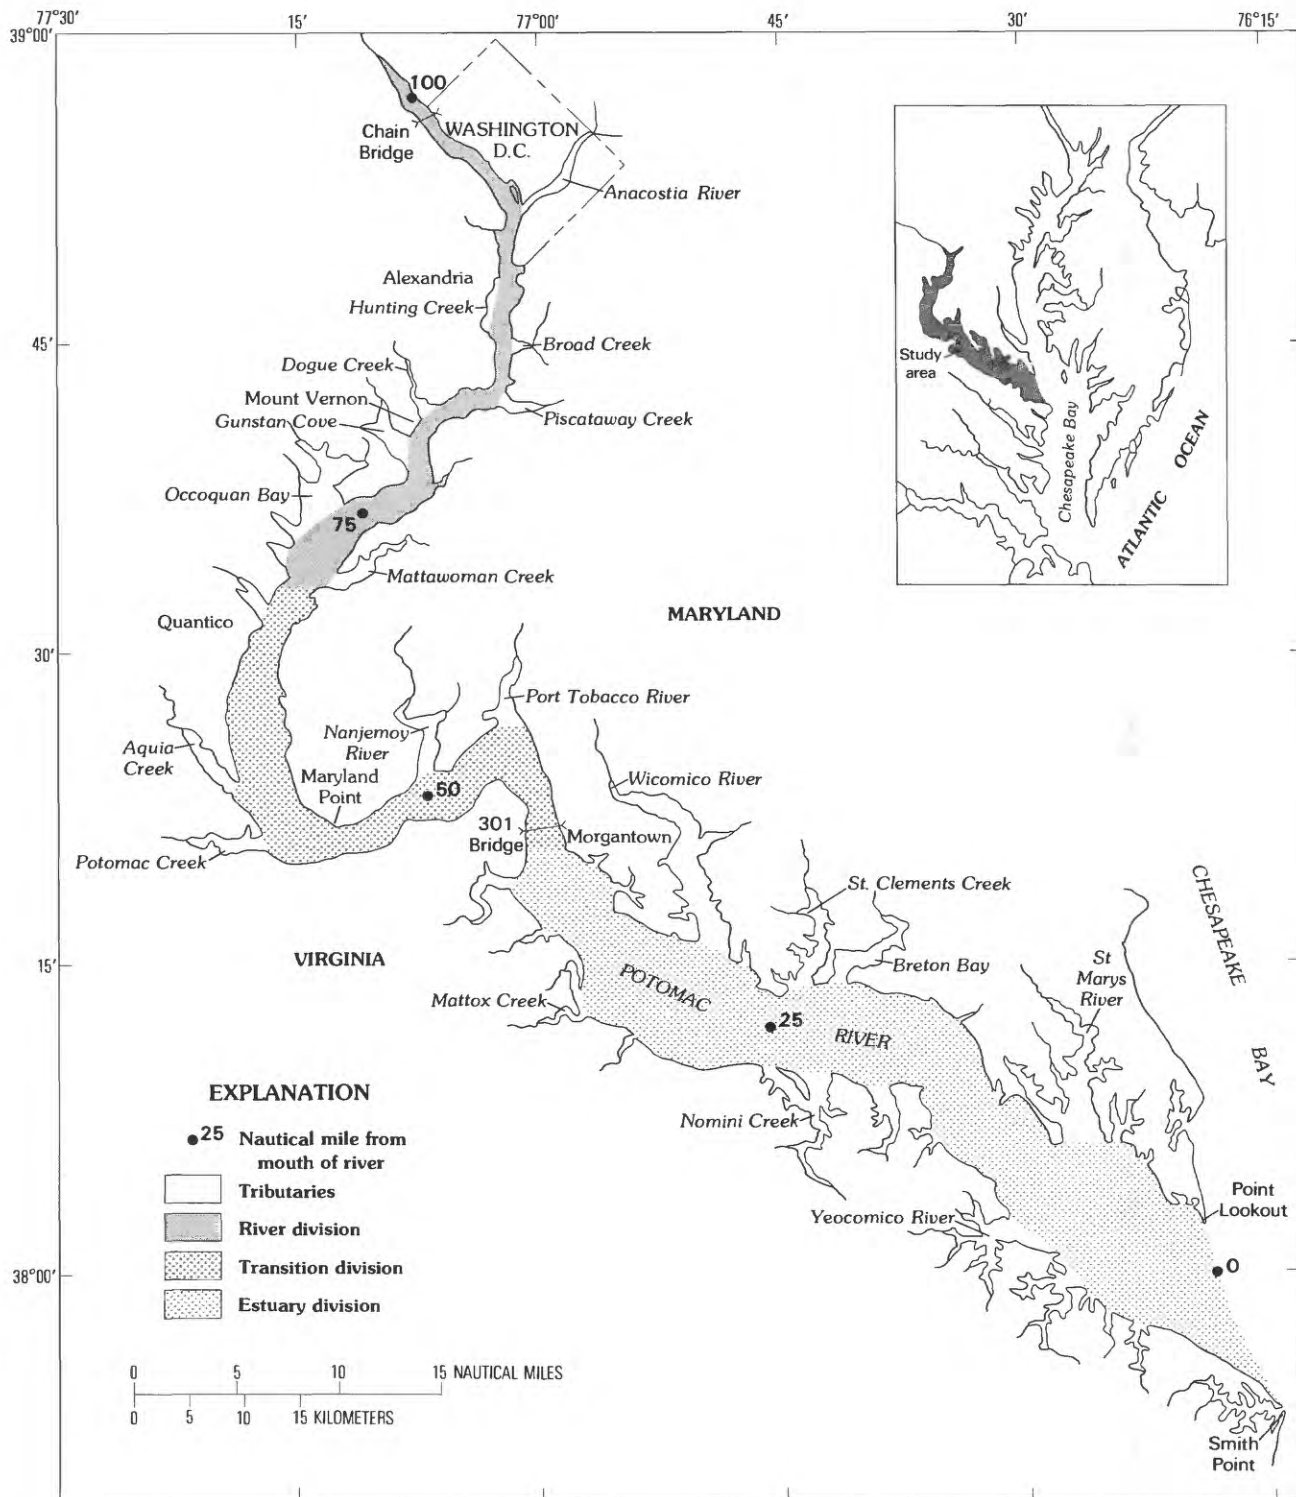 77°30′
15′
77°00′
45′
30′
76°15′
39°00′
100
Chain
Bridge
WASHINGTON
D.C.
Anacostia River
Alexandria
Hunting Creek
45′
Broad Creek
Dogue Creek
Mount Vernon
Gunstan Cove
Piscataway Creek
Occoquan Bay
75
Mattawoman Creek
Study
area
Chesapeake Bay
ATLANTIC OCEAN
MARYLAND
Quantico
30′
Port Tobacco River
Nanjemoy
River
Aquia
Creek
Maryland
Point
50
Wicomico River
301
Bridge
Morgantown
Potomac Creek
St. Clements Creek
CHESAPEAKE BAY
VIRGINIA
15′
Breton Bay
St
Marys
River
POTOMAC RIVER
Mattox Creek
25
Nomini Creek
EXPLANATION
25 Nautical mile from
mouth of river
Tributaries
River division
Transition division
Estuary division
Point
Lookout
Yeocomico River
38°00′
0
0 5 10 15 NAUTICAL MILES
0 5 10 15 KILOMETERS
Smith
Point